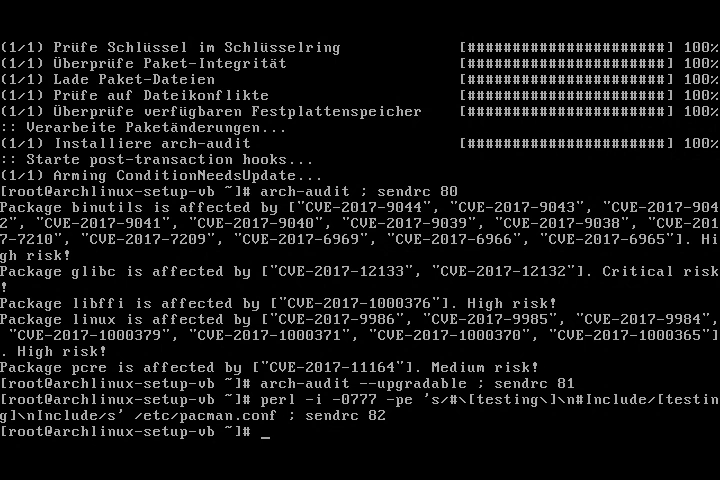 (1/1) Prüfe Schlüssel im Schlüsselring [######################] 100%
(1/1) Überprüfe Paket-Integrität [######################] 100%
(1/1) Lade Paket-Dateien [######################] 100%
(1/1) Prüfe auf Dateikonflikte [######################] 100%
(1/1) Überprüfe verfügbaren Festplattenspeicher [######################] 100%
:: Verarbeite Paketänderungen...
(1/1) Installiere arch-audit [######################] 100%
:: Starte post-transaction hooks...
(1/1) Arming ConditionNeedsUpdate...
[root@archlinux-setup-vb ~]# arch-audit ; sendrc 80
Package binutils is affected by ["CVE-2017-9044", "CVE-2017-9043", "CVE-2017-904
2", "CVE-2017-9041", "CVE-2017-9040", "CVE-2017-9039", "CVE-2017-9038", "CVE-201
7-7210", "CVE-2017-7209", "CVE-2017-6969", "CVE-2017-6966", "CVE-2017-6965"]. Hi
gh risk!
Package glibc is affected by ["CVE-2017-12133", "CVE-2017-12132"]. Critical risk
!
Package libffi is affected by ["CVE-2017-1000376"]. High risk!
Package linux is affected by ["CVE-2017-9986", "CVE-2017-9985", "CVE-2017-9984",
 "CVE-2017-1000379", "CVE-2017-1000371", "CVE-2017-1000370", "CVE-2017-1000365"]
. High risk!
Package pcre is affected by ["CVE-2017-11164"]. Medium risk!
[root@archlinux-setup-vb ~]# arch-audit --upgradable ; sendrc 81
[root@archlinux-setup-vb ~]# perl -i -0777 -pe 's/#\[testing\]\n#Include/[testin
g]\nInclude/s' /etc/pacman.conf ; sendrc 82
[root@archlinux-setup-vb ~]# _